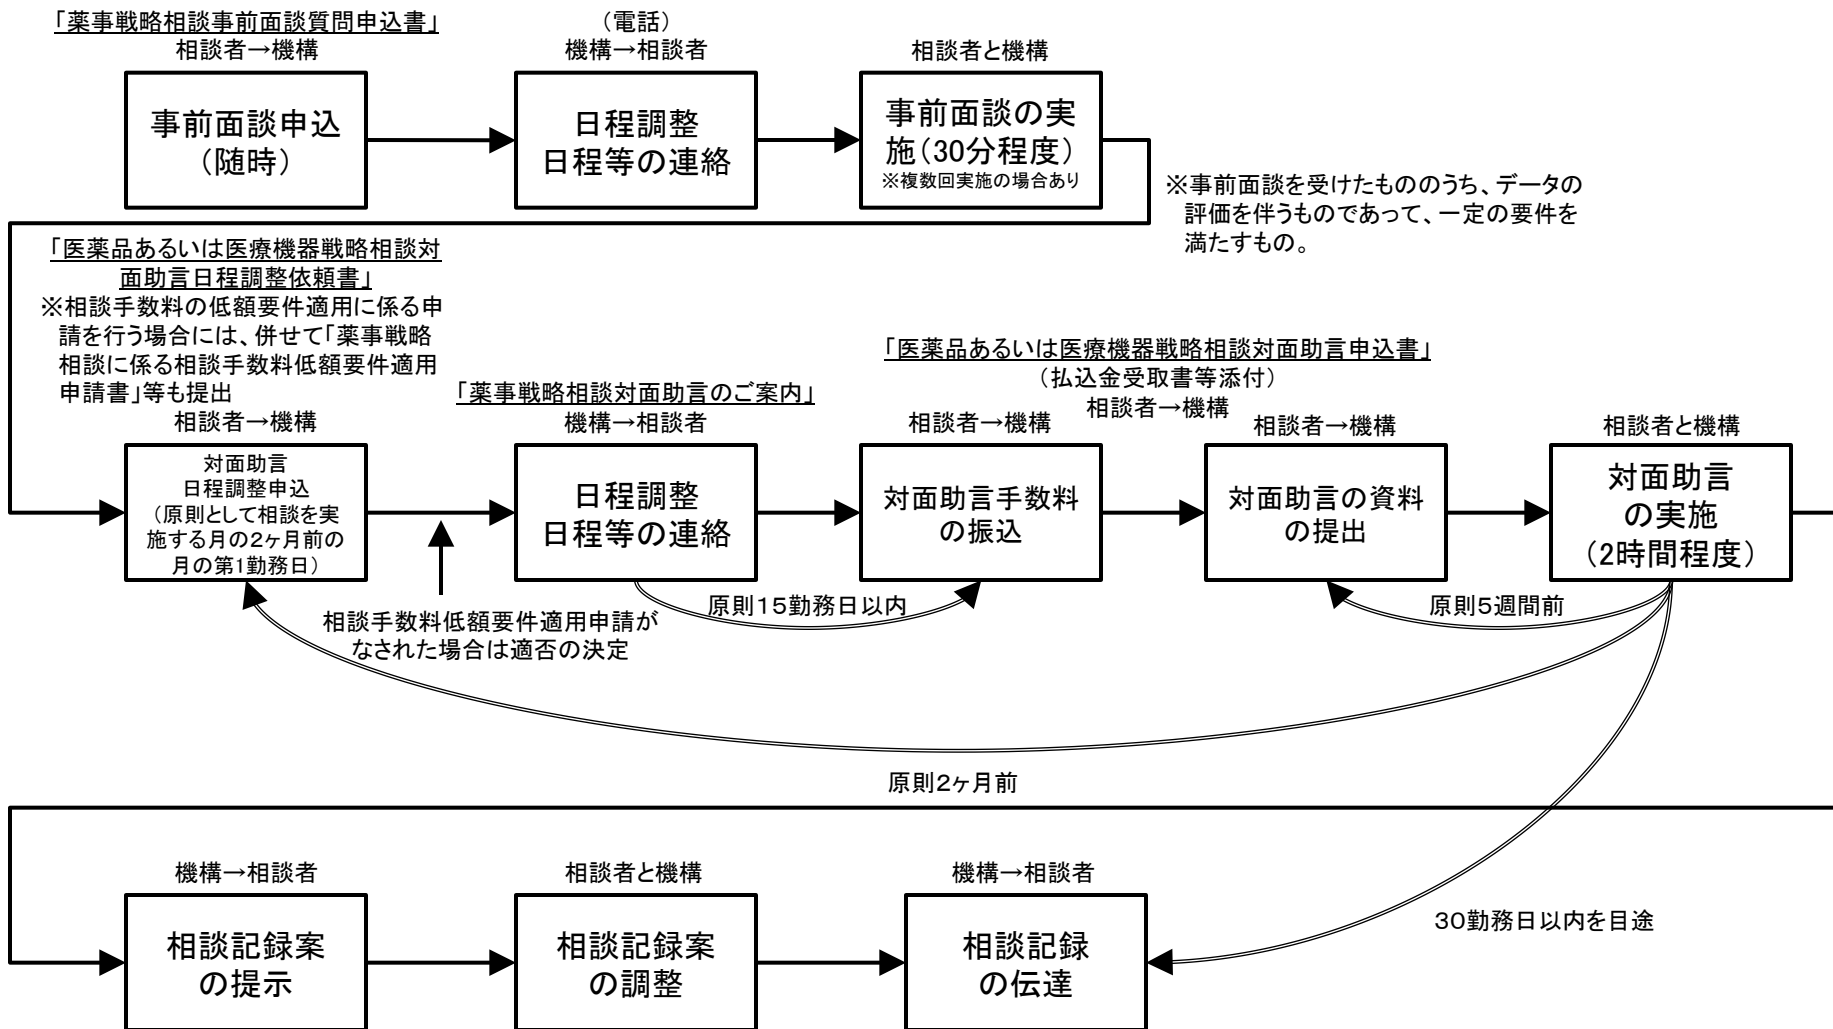 「薬事戦略相談事前面談質問申込書」
相談者→機構
事前面談申込
（随時）
（電話）
機構→相談者
日程調整
日程等の連絡
相談者と機構
事前面談の実
施（30分程度）
※複数回実施の場合あり
※事前面談を受けたもののうち、データの
評価を伴うものであって、一定の要件を
満たすもの。
「医薬品あるいは医療機器戦略相談対
面助言日程調整依頼書」
※相談手数料の低額要件適用に係る申
請を行う場合には、併せて「薬事戦略
相談に係る相談手数料低額要件適用
申請書」等も提出
相談者→機構
対面助言
日程調整申込
（原則として相談を実
施する月の2ヶ月前の
月の第1勤務日）
相談手数料低額要件適用申請が
なされた場合は適否の決定
「薬事戦略相談対面助言のご案内」
機構→相談者
日程調整
日程等の連絡
原則15勤務日以内
「医薬品あるいは医療機器戦略相談対面助言申込書」
（払込金受取書等添付）
相談者→機構
相談者→機構
対面助言手数料
の振込
相談者→機構
対面助言の資料
の提出
原則5週間前
相談者と機構
対面助言
の実施
（2時間程度）
原則2ヶ月前
機構→相談者
相談記録案
の提示
相談者と機構
相談記録案
の調整
機構→相談者
相談記録
の伝達
30勤務日以内を目途